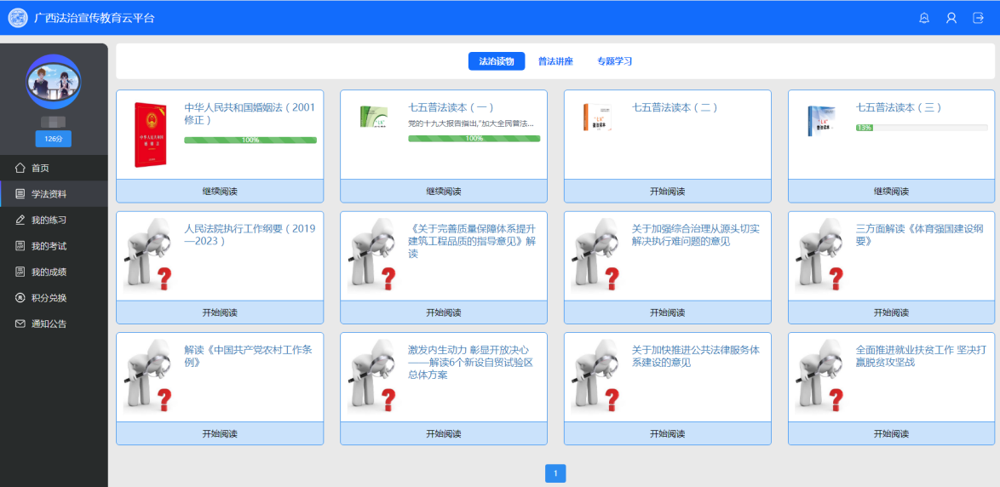 广西法治宣传教育云平台
126分
首页
学法资料
我的练习
我的考试
我的成绩
积分兑换
通知公告
法治读物
普法讲座
专题学习
中华人民共和国婚姻法（2001
修正）
100%
继续阅读
七五普法读本（一）
党的十九大报告指出,"加大全民普法...
100%
继续阅读
七五普法读本（二）
开始阅读
七五普法读本（三）
13%
继续阅读
人民法院执行工作纲要（2019
—2023）
开始阅读
《关于完善质量保障体系提升
建筑工程品质的指导意见》解
读
开始阅读
关于加强综合治理从源头切实
解决执行难问题的意见
开始阅读
三方面解读《体育强国建设纲
要》
开始阅读
解读《中国共产党农村工作条
例》
开始阅读
激发内生动力 彰显开放决心
——解读6个新设自贸试验区
总体方案
开始阅读
关于加快推进公共法律服务体
系建设的意见
开始阅读
全面推进就业扶贫工作 坚决打
赢脱贫攻坚战
开始阅读
1